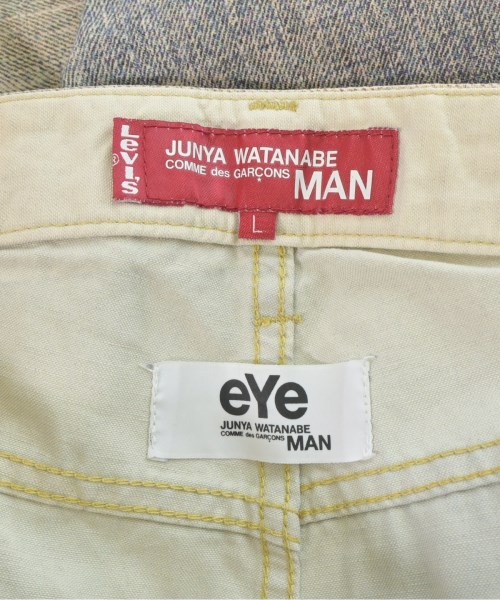 LEVI'S
®
JUNYA WATANABE
COMME des GARÇONS MAN
L
eYe
JUNYA WATANABE
COMME des GARÇONS MAN